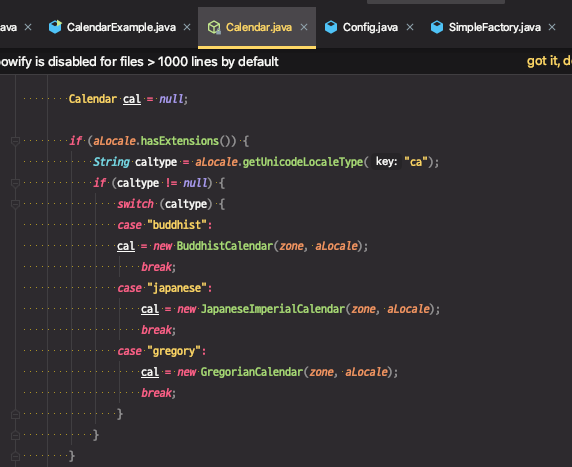 ava × CalendarExample.java × Calendar.java × Config.java × SimpleFactory.java ×
owify is disabled for files > 1000 lines by default got it, d
Calendar cal = null;
if (aLocale.hasExtensions()) {
String caltype = aLocale.getUnicodeLocaleType( key: "ca");
if (caltype != null) {
switch (caltype) {
case "buddhist":
cal = new BuddhistCalendar(zone, aLocale);
break;
case "japanese":
cal = new JapaneseImperialCalendar(zone, aLocale);
break;
case "gregory":
cal = new GregorianCalendar(zone, aLocale);
break;
}
}
}